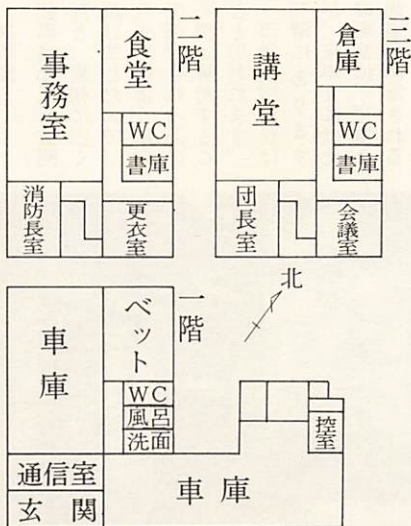 二階
食堂
事務室
WC
書庫
消防長室
更衣室
三階
倉庫
講堂
WC
書庫
団長室
会議室
北
一階
ベット
車庫
WC
風呂
洗面
控室
通信室
車庫
玄関